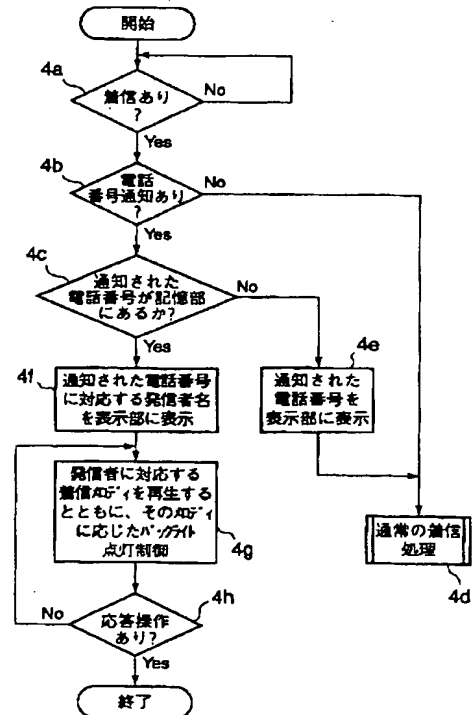 開始
4a
着信あり
?
No
Yes
4b
電話
番号通知あり
?
No
Yes
4c
通知された
電話番号が記憶部
にあるか?
No
Yes
4f
通知された電話番号
に対応する発信者名
を表示部に表示
4e
通知された
電話番号を
表示部に表示
発信者に対応する
着信メロディを再生する
とともに、そのメロディ
に応じたバックライト
点灯制御
4g
通常の着信
処理
4d
4h
応答操作
あり?
No
Yes
終了